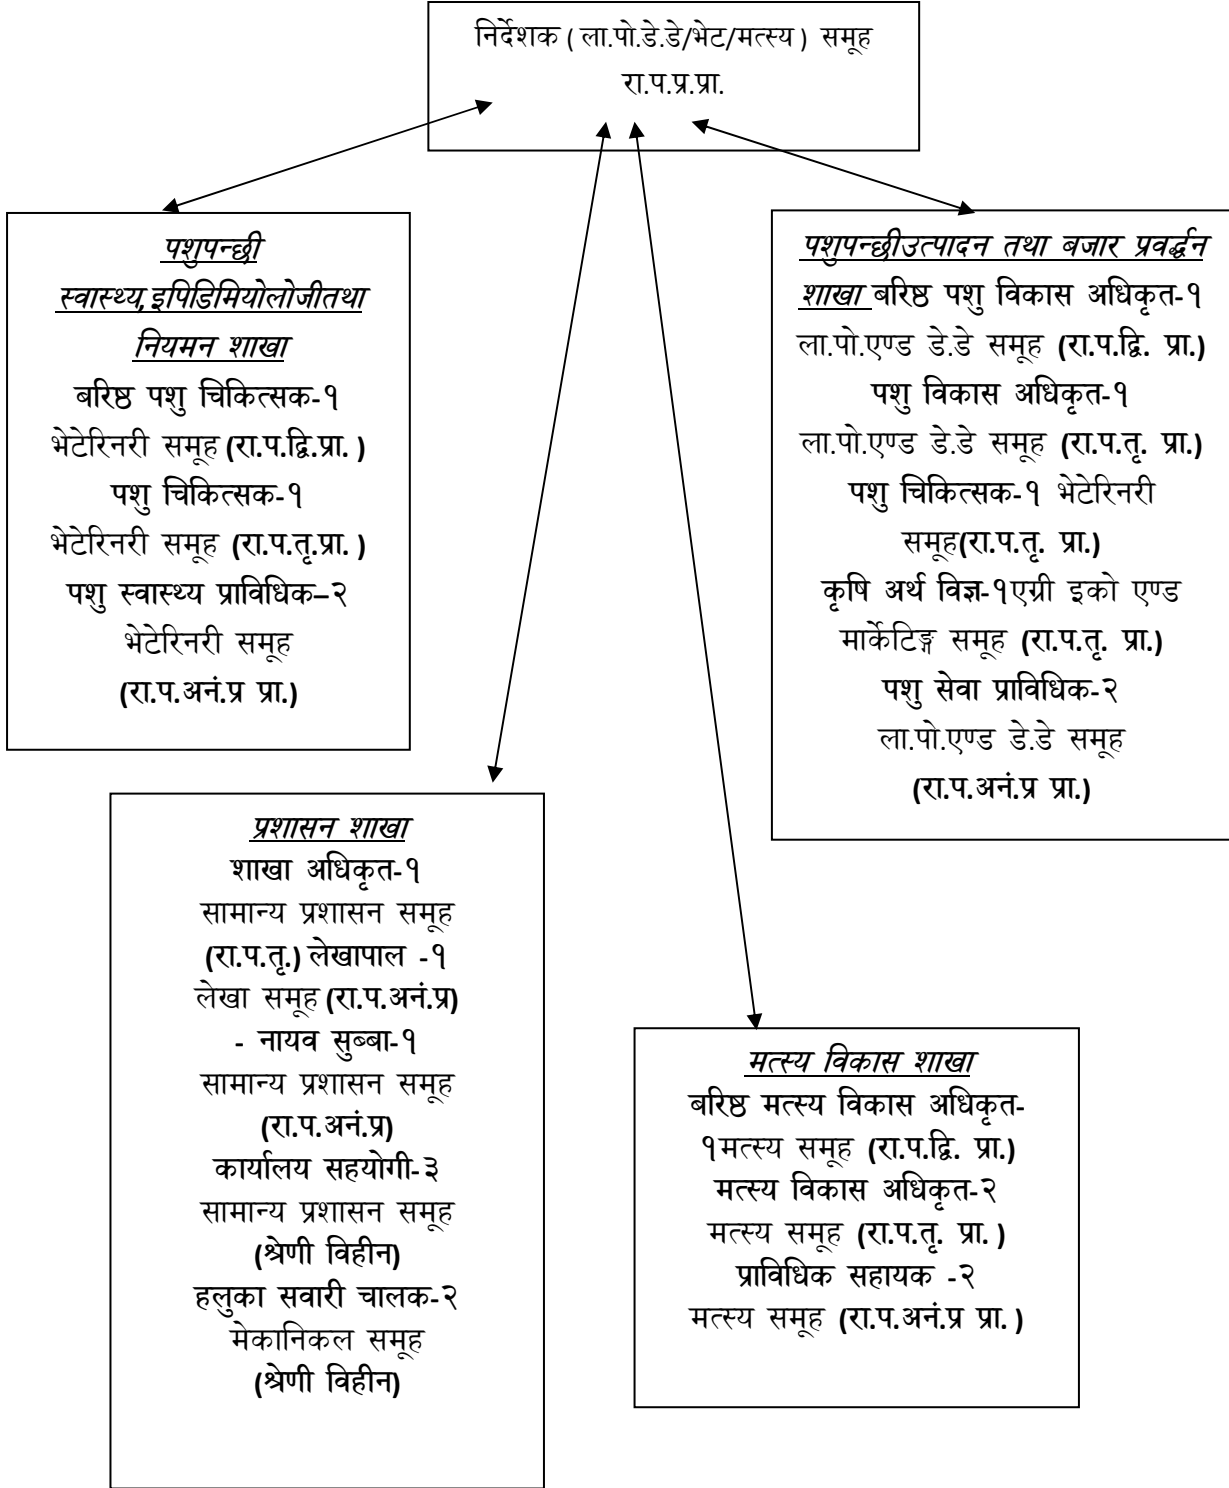 निर्देशक ( ला.पो.डे.डे/भेट/मत्स्य ) समूह
रा.प.प्र.प्रा.
पशुपन्छी
स्वास्थ्य,इपिडिमियोलोजीतथा
नियमन शाखा
बरिष्ठ पशु चिकित्सक-१
भेटेरिनरी समूह (रा.प.द्वि.प्रा. )
पशु चिकित्सक-१
भेटेरिनरी समूह (रा.प.तृ.प्रा. )
पशु स्वास्थ्य प्राविधिक–२
भेटेरिनरी समूह
(रा.प.अनं.प्र प्रा.)
पशुपन्छीउत्पादन तथा बजार प्रवर्द्धन
शाखा बरिष्ठ पशु विकास अधिकृत-१
ला.पो.एण्ड डे.डे समूह (रा.प.द्वि. प्रा.)
पशु विकास अधिकृत-१
ला.पो.एण्ड डे.डे समूह (रा.प.तृ. प्रा.)
पशु चिकित्सक-१ भेटेरिनरी
समूह(रा.प.तृ. प्रा.)
कृषि अर्थ विज्ञ-१एग्री इको एण्ड
मार्केटिङ्ग समूह (रा.प.तृ. प्रा.)
पशु सेवा प्राविधिक-२
ला.पो.एण्ड डे.डे समूह
(रा.प.अनं.प्र प्रा.)
प्रशासन शाखा
शाखा अधिकृत-१
सामान्य प्रशासन समूह
(रा.प.तृ.) लेखापाल -१
लेखा समूह (रा.प.अनं.प्र)
- नायव सुब्बा-१
सामान्य प्रशासन समूह
(रा.प.अनं.प्र)
कार्यालय सहयोगी-३
सामान्य प्रशासन समूह
(श्रेणी विहीन)
हलुका सवारी चालक-२
मेकानिकल समूह
(श्रेणी विहीन)
मत्स्य विकास शाखा
बरिष्ठ मत्स्य विकास अधिकृत-
१मत्स्य समूह (रा.प.द्वि. प्रा.)
मत्स्य विकास अधिकृत-२
मत्स्य समूह (रा.प.तृ. प्रा. )
प्राविधिक सहायक -२
मत्स्य समूह (रा.प.अनं.प्र प्रा. )